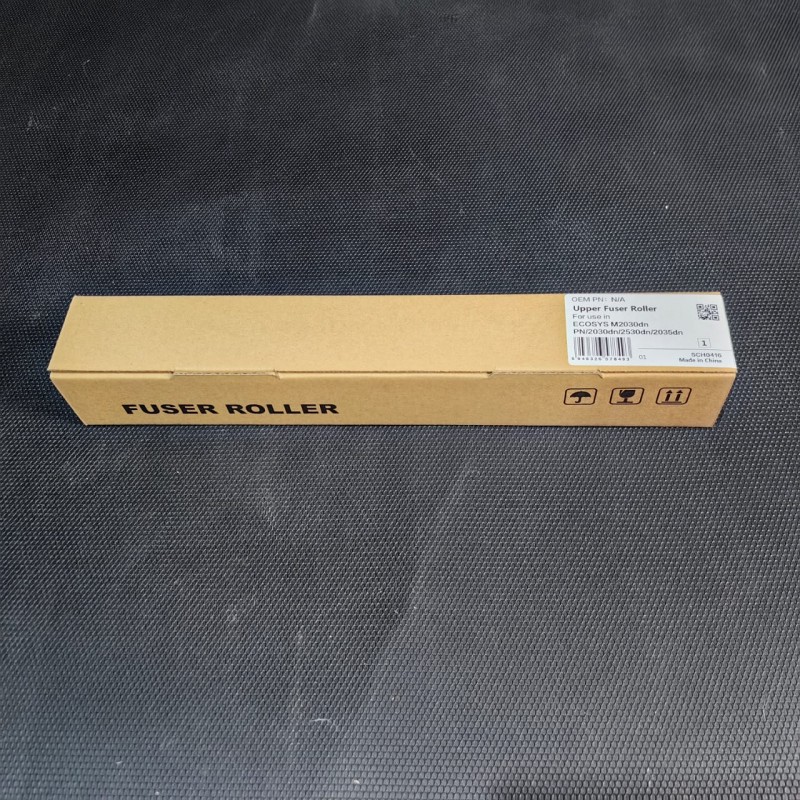 OEM PN: N/A
Upper Fuser Roller
For use in
ECOSYS M2030dn
PN/2030dn/2530dn/2035dn
1
01
SCH0416
Made in China
FUSER ROLLER